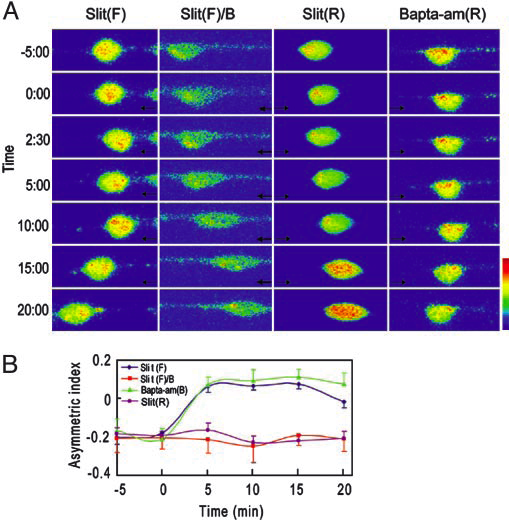 A
Slit(F) Slit(F)/B Slit(R) Bapta-am(R)
Time
-5:00
0:00
2:30
5:00
10:00
15:00
20:00
B
Asymmetric index
0.2
0
-0.2
-0.4
Slit (F)
Slit (F)/B
Bapta-am(B)
Slit(R)
-5 0 5 10 15 20
Time (min)